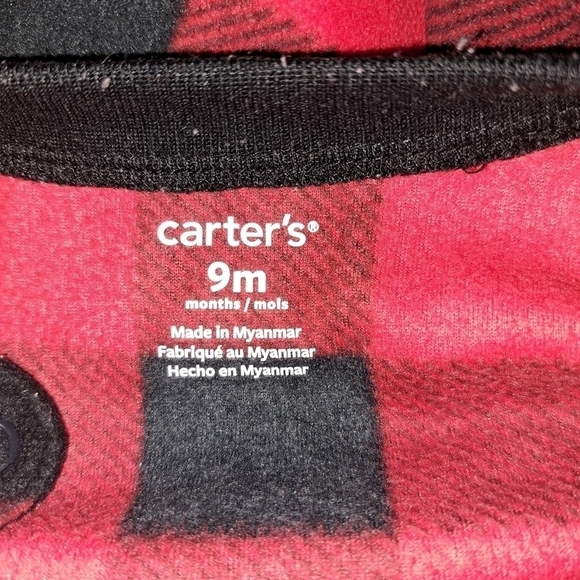 carter's®
9m
months / mois
Made in Myanmar
Fabriqué au Myanmar
Hecho en Myanmar